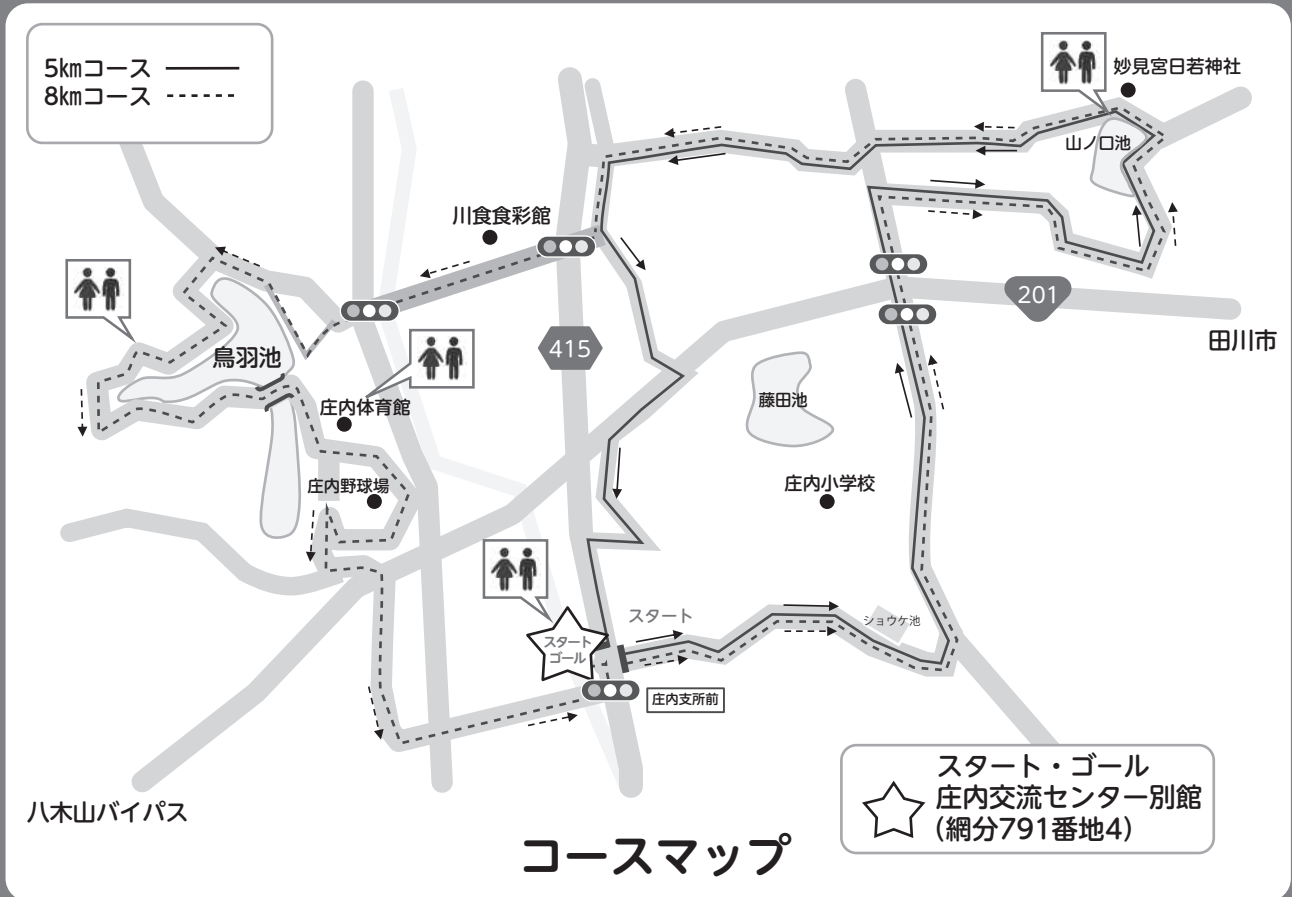 5㎞コース
8㎞コース
妙見宮日若神社
山ノ口池
川食食彩館
201
田川市
415
鳥羽池
藤田池
庄内体育館
庄内野球場
庄内小学校
スタート
ショウケ池
スタート
ゴール
庄内支所前
スタート・ゴール
庄内交流センター別館
(網分791番地4)
八木山バイパス
コースマップ